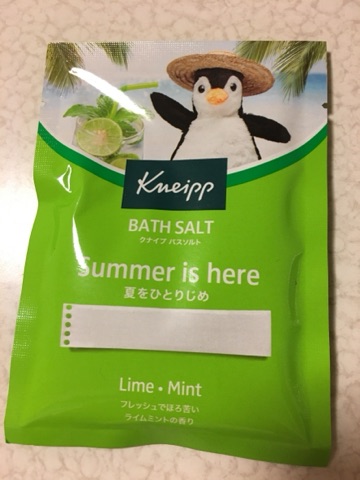 Kneipp
BATH SALT
クナイプ バスソルト
Summer is here
夏をひとりじめ
Lime・Mint
フレッシュでほろ苦い
ライムミントの香り